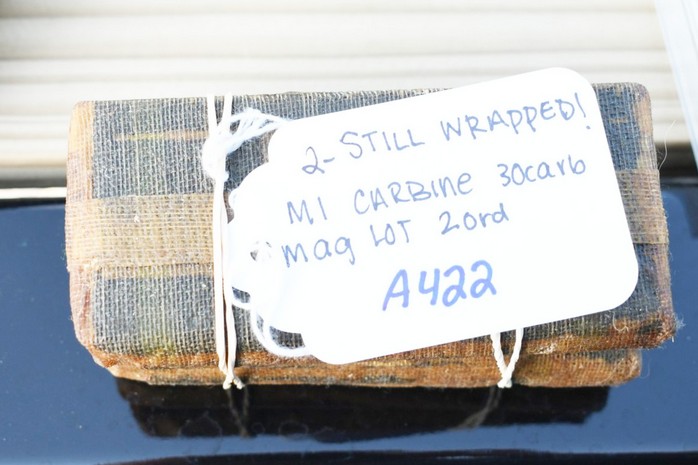 2-STILL WRAPPED!
M1 CARBINE 30carb
mag LOT 20rd
A422